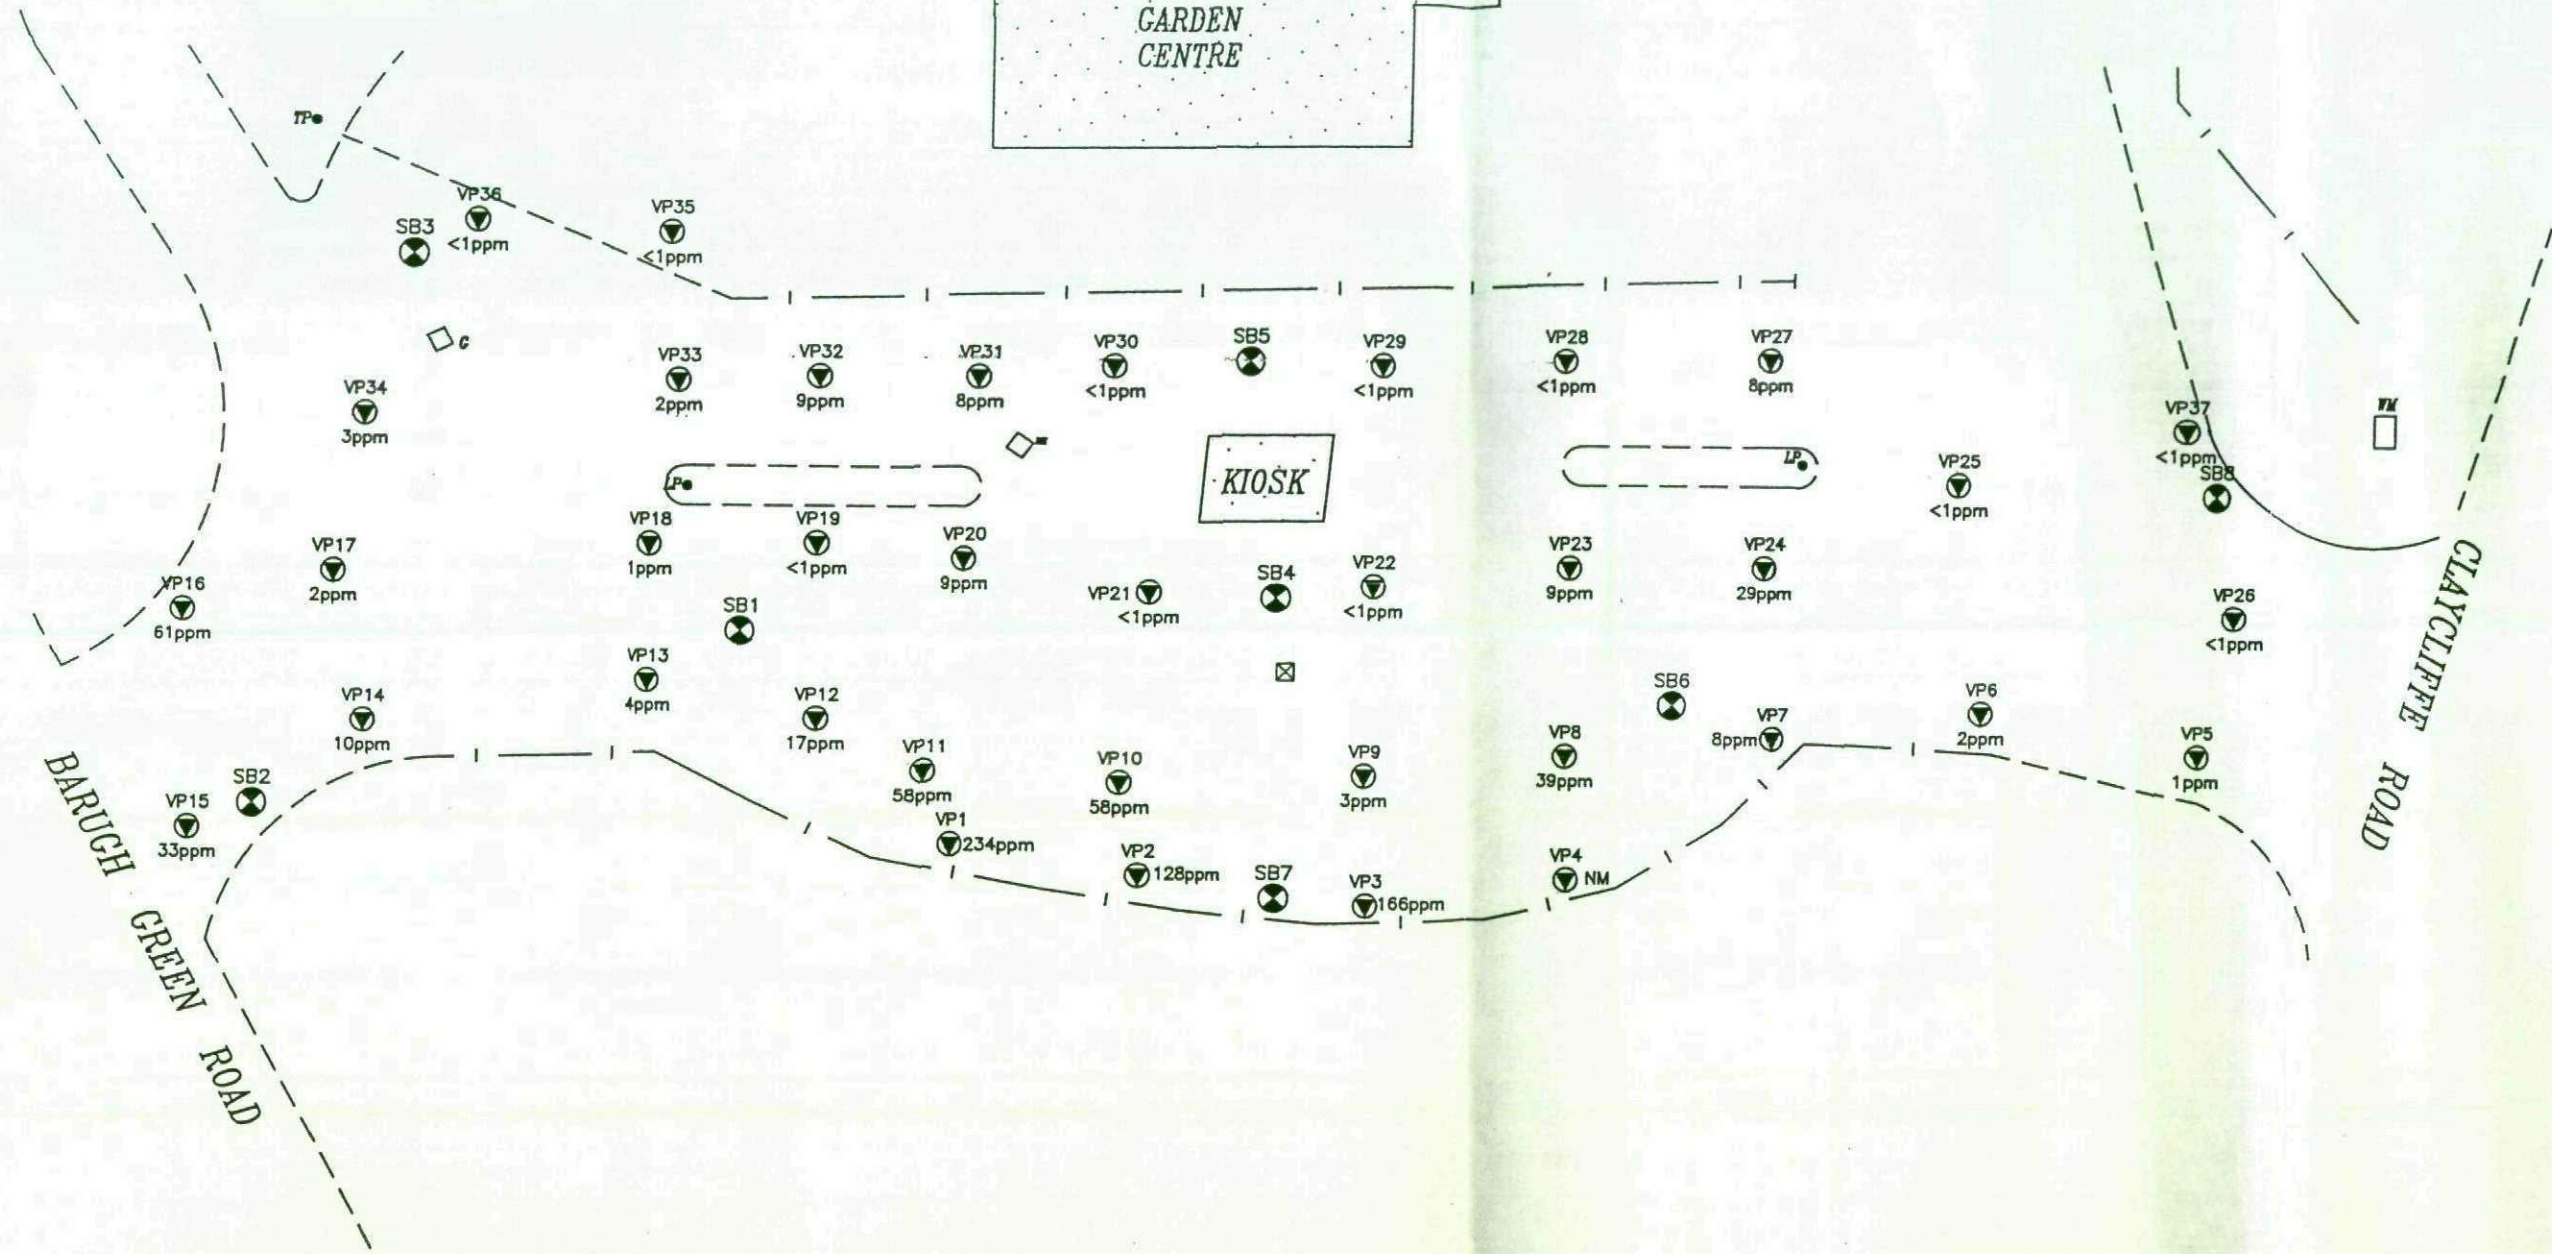 GARDEN
CENTRE
TP
VP36
<1ppm
VP35
<1ppm
SB3
G
VP34
3ppm
VP33
2ppm
VP32
9ppm
VP31
8ppm
VP30
<1ppm
SB5
VP29
<1ppm
VP28
<1ppm
VP27
8ppm
VP37
<1ppm
SB8
WM
LP
KIOSK
LP
VP25
<1ppm
VP16
61ppm
VP17
2ppm
VP18
1ppm
VP19
<1ppm
VP20
9ppm
VP21
<1ppm
SB4
VP22
<1ppm
VP23
9ppm
VP24
29ppm
VP26
<1ppm
SB1
VP14
10ppm
VP13
4ppm
VP12
17ppm
VP11
58ppm
VP10
58ppm
VP9
3ppm
VP8
39ppm
SB6
VP7
8ppm
VP6
2ppm
VP5
1ppm
SB2
VP15
33ppm
VP1
234ppm
VP2
128ppm
SB7
VP3
166ppm
VP4
NM
BARUGH GREEN ROAD
CLAYCLIFFE ROAD